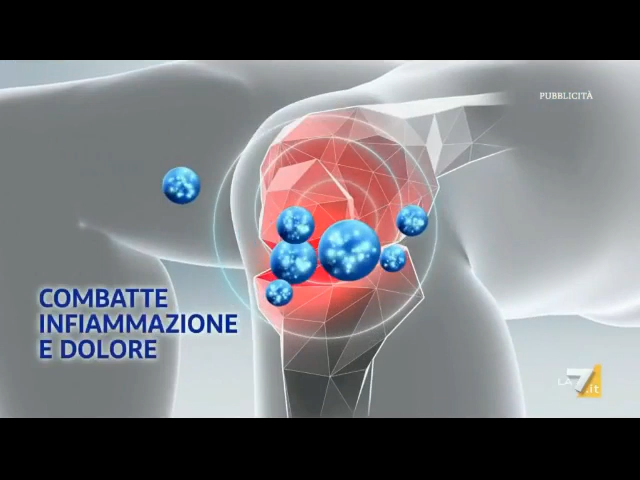 PUBBLICITÀ
COMBATTE
INFIAMMAZIONE
E DOLORE
LA7.it